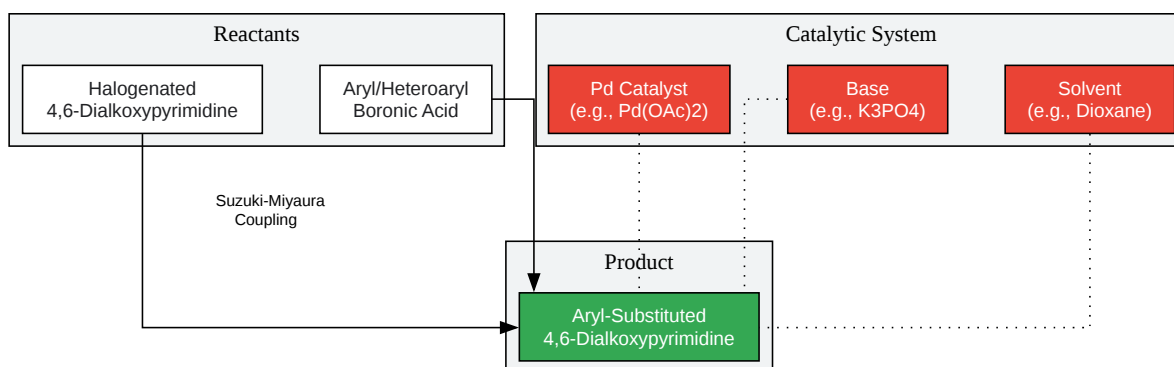 Reactants
Halogenated
4,6-Dialkoxypyrimidine
Aryl/Heteroaryl
Boronic Acid
Catalytic System
Pd Catalyst
(e.g., Pd(OAc)2)
Base
(e.g., K3PO4)
Solvent
(e.g., Dioxane)
Suzuki-Miyaura
Coupling
Product
Aryl-Substituted
4,6-Dialkoxypyrimidine